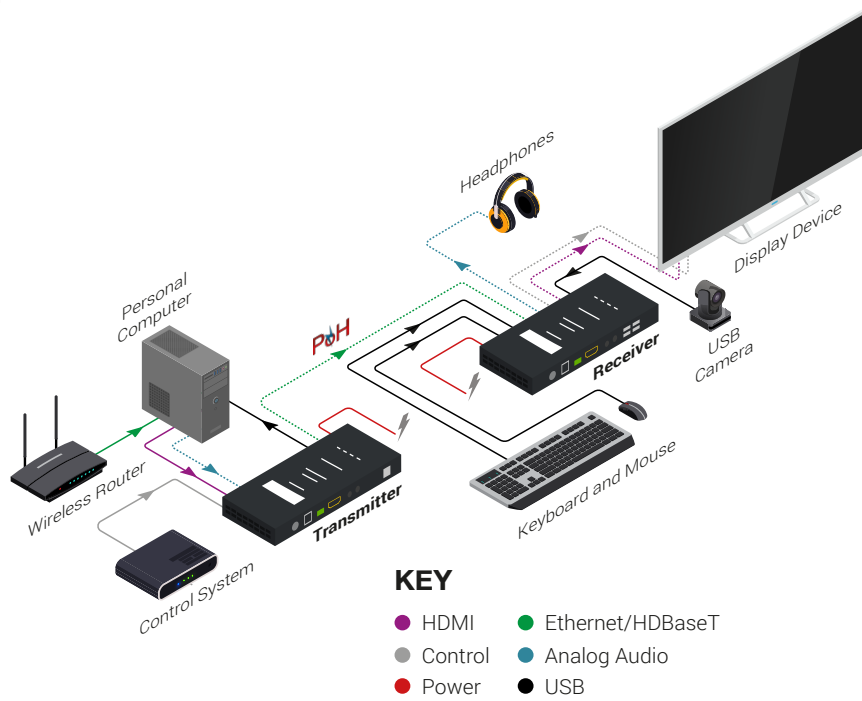 Headphones
Display Device
Personal
Computer
PoH
USB
Camera
Receiver
Wireless Router
Transmitter
Keyboard and Mouse
Control System
KEY
HDMI
Ethernet/HDBaseT
Control
Analog Audio
Power
USB